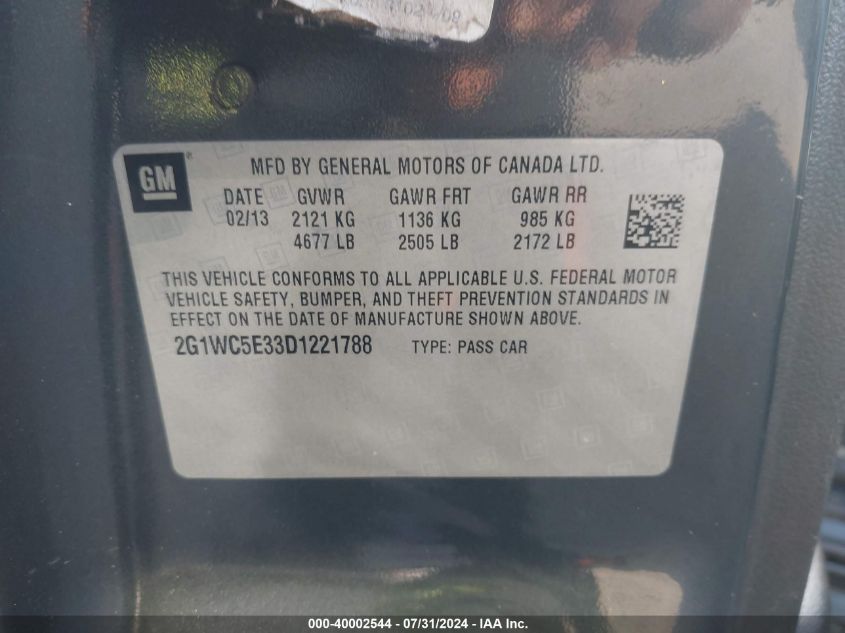 GM
MFD BY GENERAL MOTORS OF CANADA LTD.
DATE GVWR GAWR FRT GAWR RR
02/13 2121 KG 1136 KG 985 KG
4677 LB 2505 LB 2172 LB
THIS VEHICLE CONFORMS TO ALL APPLICABLE U.S. FEDERAL MOTOR
VEHICLE SAFETY, BUMPER, AND THEFT PREVENTION STANDARDS IN
EFFECT ON THE DATE OF MANUFACTURE SHOWN ABOVE.
2G1WC5E33D1221788 TYPE: PASS CAR
000-40002544 / 07/31/2024 - IAA Inc.